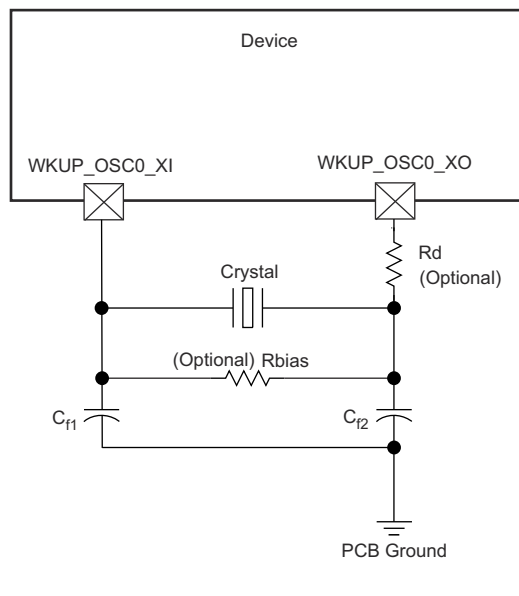 Device
WKUP_OSC0_XI
WKUP_OSC0_XO
Rd
(Optional)
Crystal
(Optional) Rbias
Cf1
Cf2
PCB Ground